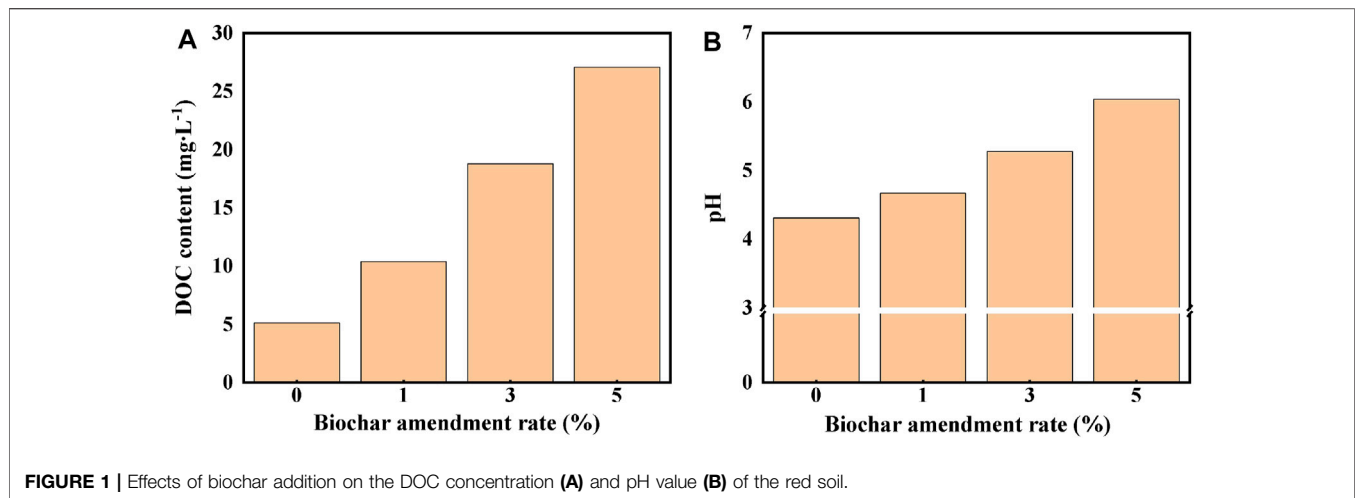 A
DOC content (mg·L⁻¹)
30
25
20
15
10
5
0
0 1 3 5
Biochar amendment rate (%)
B
pH
7
6
5
4
3
0
0 1 3 5
Biochar amendment rate (%)
FIGURE 1 | Effects of biochar addition on the DOC concentration (A) and pH value (B) of the red soil.